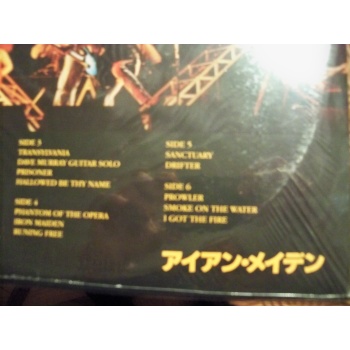 SIDE 3
TRANSYLVANIA
DAVE MURRAY GUITAR SOLO
PRISONER
HALLOWED BE THY NAME
SIDE 4
PHANTOM OF THE OPERA
IRON MAIDEN
RUNING FREE
SIDE 5
SANCTUARY
DRIFTER
SIDE 6
PROWLER
SMOKE ON THE WATER
I GOT THE FIRE
アイアン・メイデン